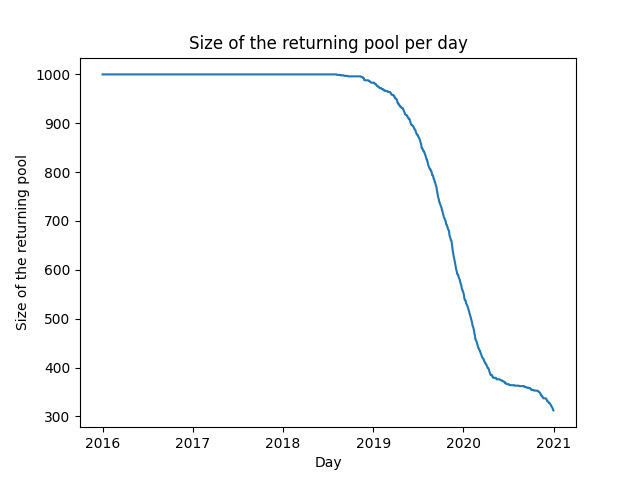 Size of the returning pool per day
Size of the returning pool
1000
900
800
700
600
500
400
300
2016 2017 2018 2019 2020 2021
Day